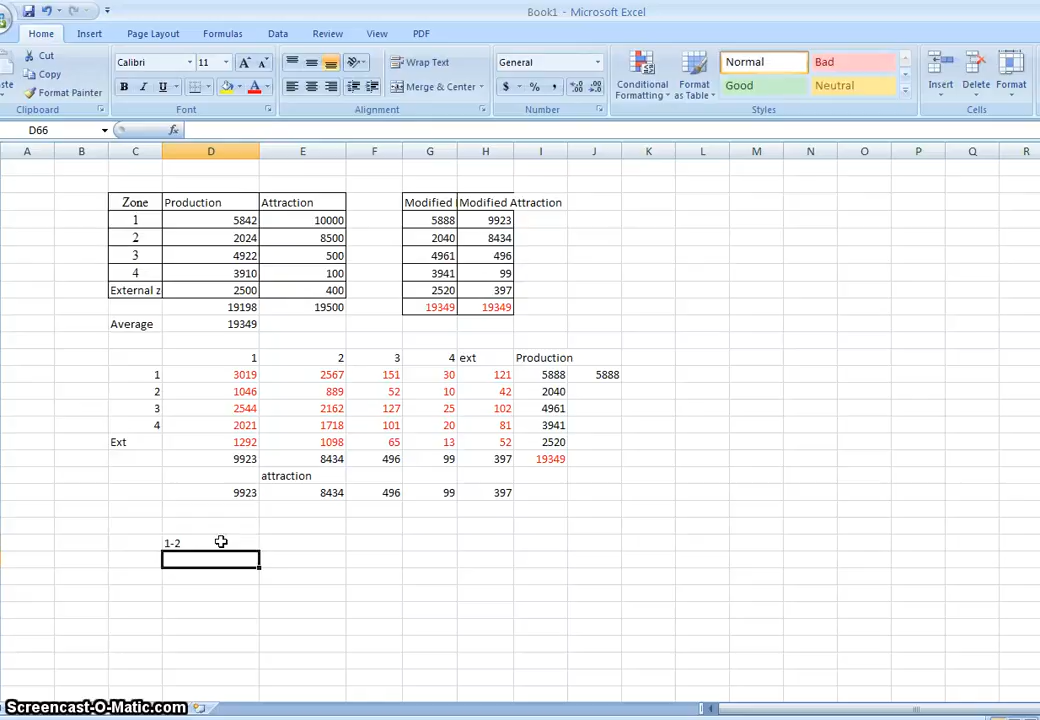 Book1 - Microsoft Excel
Home Insert Page Layout Formulas Data Review View PDF
Cut
Copy
Format Painter
Clipboard
Calibri 11
B I U
Font
Wrap Text
Merge & Center
Alignment
General
$ % ,
Number
Conditional Formatting
Format as Table
Normal Bad
Good Neutral
Styles
Insert Delete Format
Cells
D66 fx
A B C D E F G H I J K L M N O P Q R
Zone Production Attraction Modified Modified Attraction
1 5842 10000 5888 9923
2 2024 8500 2040 8434
3 4922 500 4961 496
4 3910 100 3941 99
External z 2500 400 2520 397
19198 19500 19349 19349
Average 19349
1 2 3 4 ext Production
1 3019 2567 151 30 121 5888 5888
2 1046 889 52 10 42 2040
3 2544 2162 127 25 102 4961
4 2021 1718 101 20 81 3941
Ext 1292 1098 65 13 52 2520
9923 8434 496 99 397 19349
attraction
9923 8434 496 99 397
1-2
Screencast-O-Matic.com